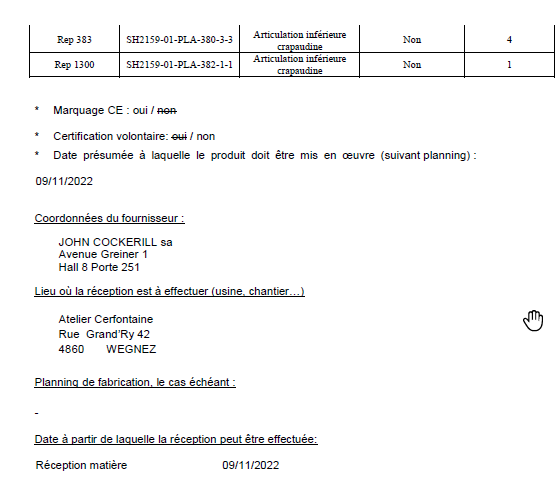 Rep 383 SH2159-01-PLA-380-3-3 Articulation inférieure crapaudine Non 4
Rep 1300 SH2159-01-PLA-382-1-1 Articulation inférieure crapaudine Non 1
* Marquage CE : oui / non
* Certification volontaire: oui / non
* Date présumée à laquelle le produit doit être mis en œuvre (suivant planning) :
09/11/2022
Coordonnées du fournisseur :
JOHN COCKERILL sa
Avenue Greiner 1
Hall 8 Porte 251
Lieu où la réception est à effectuer (usine, chantier…)
Atelier Cerfontaine
Rue Grand'Ry 42
4860 WEGNEZ
Planning de fabrication, le cas échéant :
-
Date à partir de laquelle la réception peut être effectuée:
Réception matière 09/11/2022